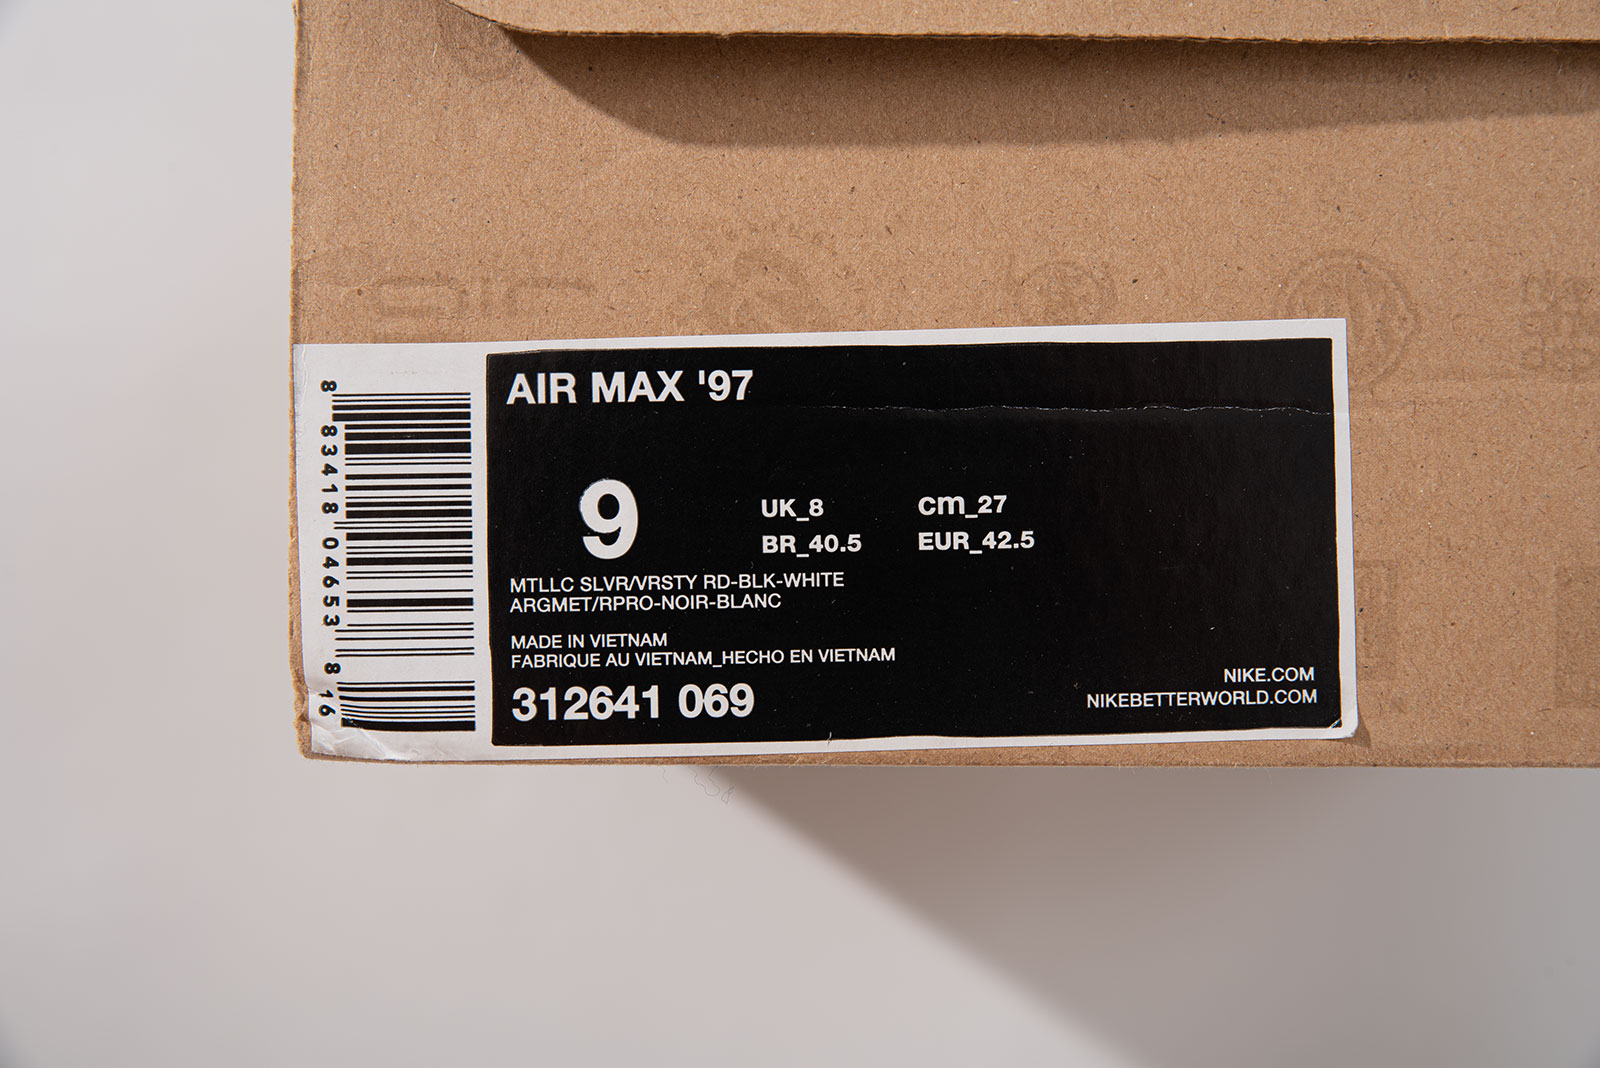 AIR MAX '97
9
UK_8 cm_27
BR_40.5 EUR_42.5
MTLLC SLVR/VRSTY RD-BLK-WHITE
ARGMET/RPRO-NOIR-BLANC
MADE IN VIETNAM
FABRIQUE AU VIETNAM_HECHO EN VIETNAM
312641 069
NIKE.COM
NIKEBETTERWORLD.COM
8 83418 04653 8 16